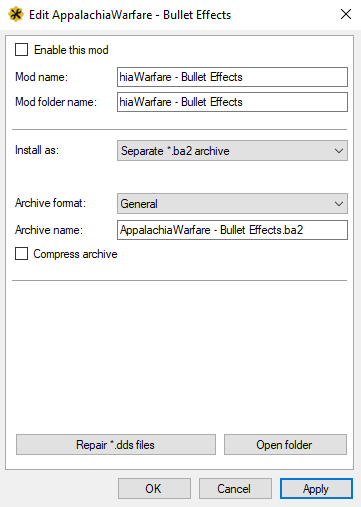 Edit AppalachiaWarfare - Bullet Effects
Enable this mod
Mod name: hiaWarfare - Bullet Effects
Mod folder name: hiaWarfare - Bullet Effects
Install as: Separate *.ba2 archive
Archive format: General
Archive name: AppalachiaWarfare - Bullet Effects.ba2
Compress archive
Repair *.dds files Open folder
OK Cancel Apply